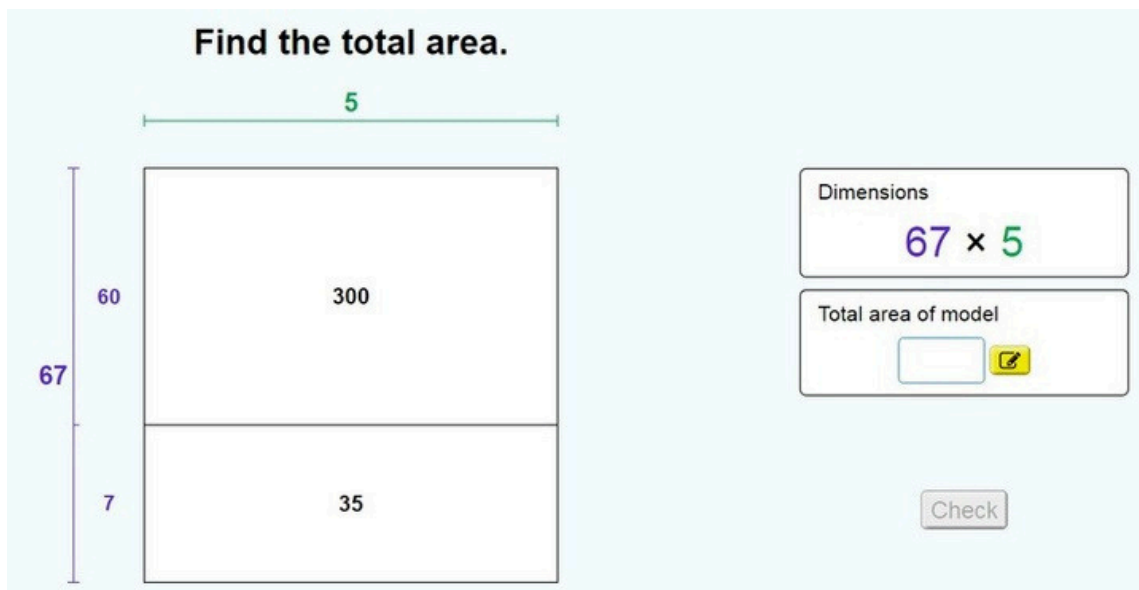 Find the total area.
5
60
300
67
7
35
Dimensions
67 × 5
Total area of model
Check